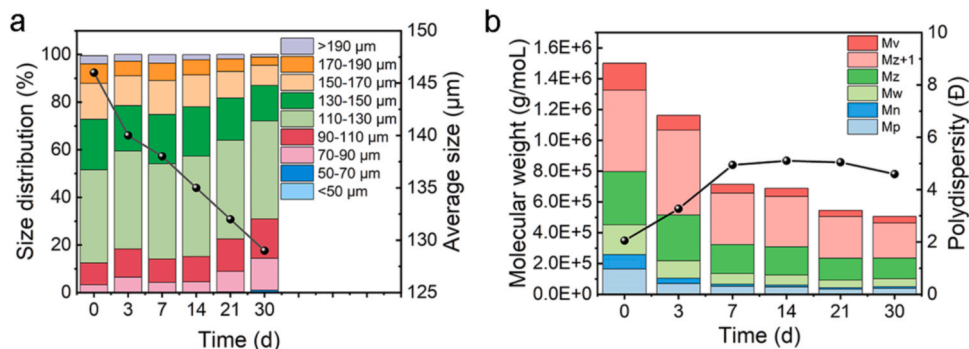 a
Size distribution (%)
100
80
60
40
20
0
>190 µm
170-190 µm
150-170 µm
130-150 µm
110-130 µm
90-110 µm
70-90 µm
50-70 µm
<50 µm
150
145
140
135
130
125
Average size (µm)
0 3 7 14 21 30
Time (d)
b
Molecular weight (g/moL)
1.6E+6
1.4E+6
1.2E+6
1.0E+6
8.0E+5
6.0E+5
4.0E+5
2.0E+5
0.0E+0
Mv
Mz+1
Mz
Mw
Mn
Mp
10
8
6
4
2
0
Polydispersity (Đ)
0 3 7 14 21 30
Time (d)